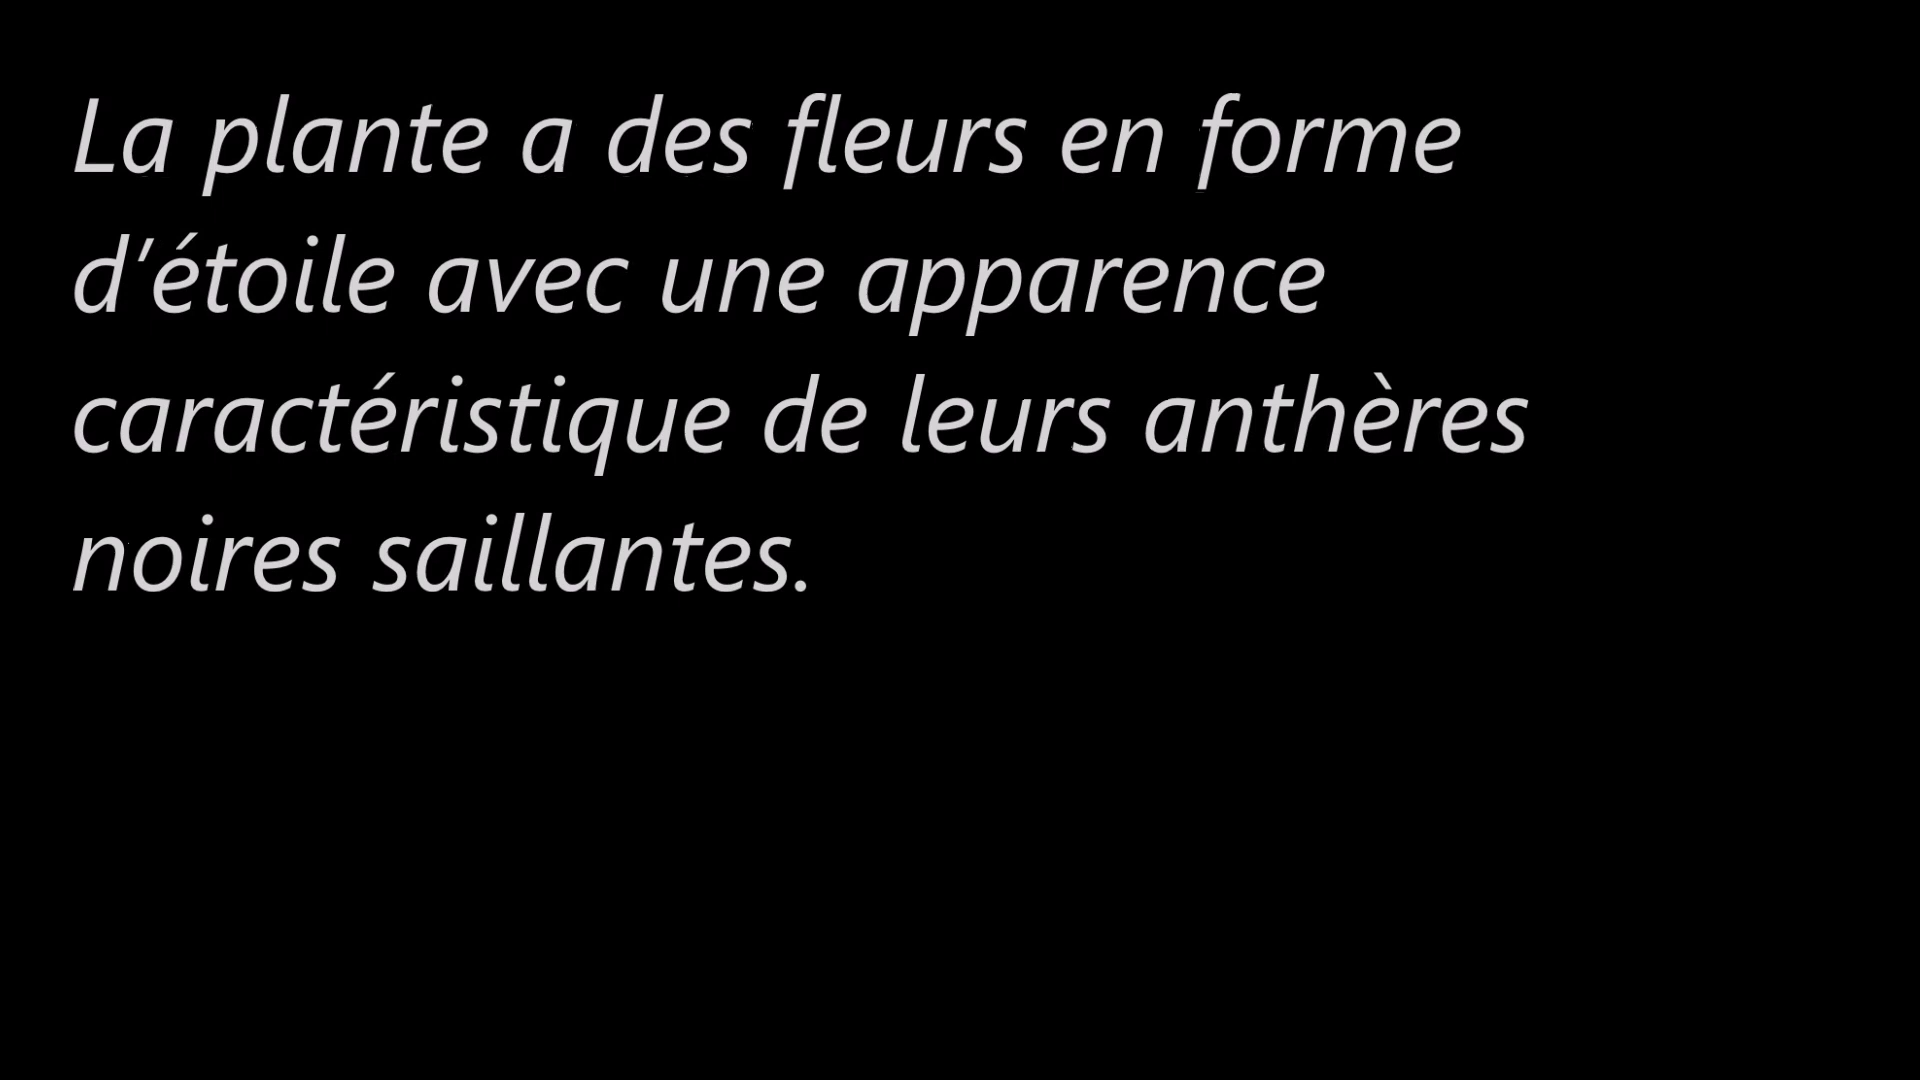 La plante a des fleurs en forme
d’étoile avec une apparence
caractéristique de leurs anthères
noires saillantes.